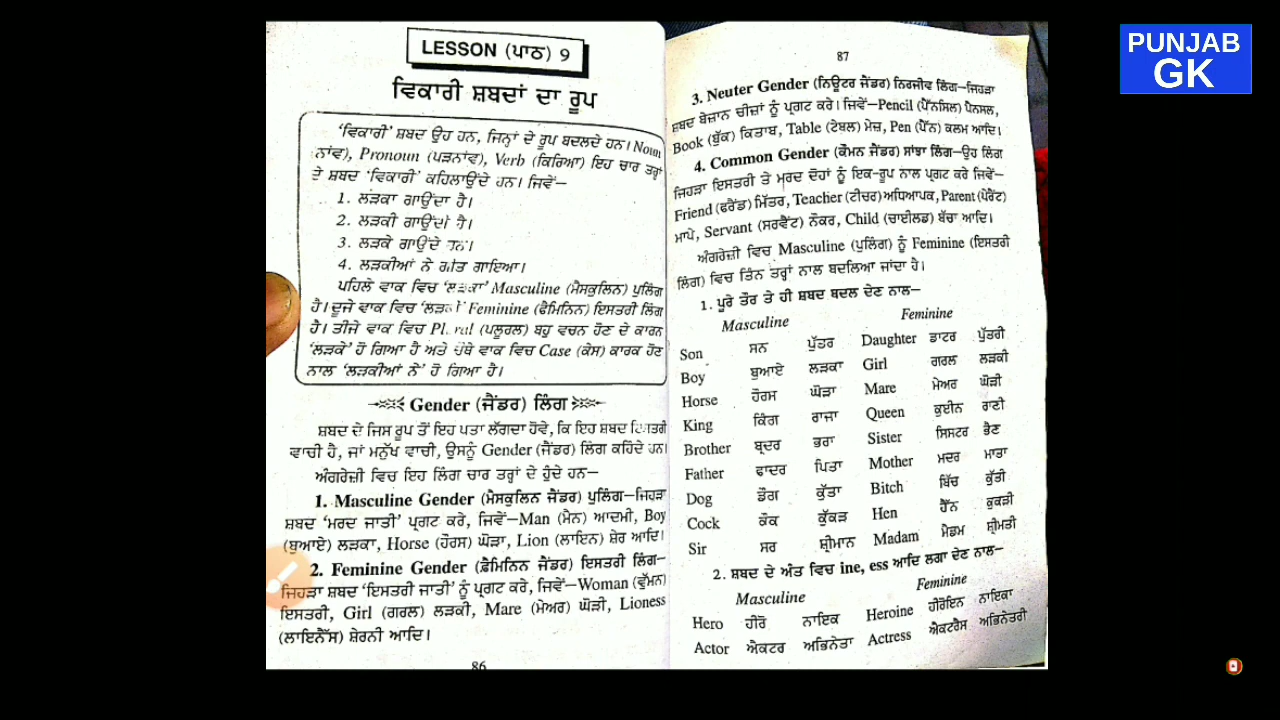 LESSON (ਪਾਠ) 9
ਵਿਕਾਰੀ ਸ਼ਬਦਾਂ ਦਾ ਰੂਪ
'ਵਿਕਾਰੀ' ਸ਼ਬਦ ਉਹ ਹਨ, ਜਿਨ੍ਹਾਂ ਦੇ ਰੂਪ ਬਦਲਦੇ ਹਨ। Noun
ਨਾਂਵ), Pronoun (ਪੜਨਾਂਵ), Verb (ਕਿਰਿਆ) ਇਹ ਚਾਰ ਤਰ੍ਹਾਂ
ਦੇ ਸ਼ਬਦ 'ਵਿਕਾਰੀ' ਕਹਿਲਾਉਂਦੇ ਹਨ। ਜਿਵੇਂ—
1. ਲੜਕਾ ਗਾਉਂਦਾ ਹੈ।
2. ਲੜਕੀ ਗਾਉਂਦੀ ਹੈ।
3. ਲੜਕੇ ਗਾਉਂਦੇ ਹਨ।
4. ਲੜਕੀਆਂ ਨੇ ਗੀਤ ਗਾਇਆ।
ਪਹਿਲੇ ਵਾਕ ਵਿਚ 'ਲੜਕਾ' Masculine (ਮੈਸਕੁਲਿਨ) ਪੁਲਿੰਗ
ਹੈ। ਦੂਜੇ ਵਾਕ ਵਿਚ 'ਲੜਕੀ' Feminine (ਫੈਮਿਨਿਨ) ਇਸਤਰੀ ਲਿੰਗ
ਹੈ। ਤੀਜੇ ਵਾਕ ਵਿਚ Plural (ਪਲੂਰਲ) ਬਹੁ ਵਚਨ ਹੋਣ ਦੇ ਕਾਰਨ
'ਲੜਕੇ' ਹੋ ਗਿਆ ਹੈ ਅਤੇ ਚੌਥੇ ਵਾਕ ਵਿਚ Case (ਕੇਸ) ਕਾਰਕ ਹੋਣ
ਨਾਲ 'ਲੜਕੀਆਂ ਨੇ' ਹੋ ਗਿਆ ਹੈ।
Gender (ਜੈਂਡਰ) ਲਿੰਗ
ਸ਼ਬਦ ਦੇ ਜਿਸ ਰੂਪ ਤੋਂ ਇਹ ਪਤਾ ਲੱਗਦਾ ਹੋਵੇ, ਕਿ ਇਹ ਸ਼ਬਦ
ਵਾਚੀ ਹੈ, ਜਾਂ ਮਨੁੱਖ ਵਾਚੀ, ਉਸਨੂੰ Gender (ਜੈਂਡਰ) ਲਿੰਗ ਕਹਿੰਦੇ ਹਨ।
ਅੰਗਰੇਜ਼ੀ ਵਿਚ ਇਹ ਲਿੰਗ ਚਾਰ ਤਰ੍ਹਾਂ ਦੇ ਹੁੰਦੇ ਹਨ—
1. Masculine Gender (ਮੈਸਕੁਲਿਨ ਜੈਂਡਰ) ਪੁਲਿੰਗ—ਜਿਹੜਾ
ਸ਼ਬਦ 'ਮਰਦ ਜਾਤੀ' ਪ੍ਰਗਟ ਕਰੇ, ਜਿਵੇਂ—Man (ਮੈਨ) ਆਦਮੀ, Boy
(ਬੁਆਏ) ਲੜਕਾ, Horse (ਹੌਰਸ) ਘੋੜਾ, Lion (ਲਾਇਨ) ਸ਼ੇਰ ਆਦਿ।
2. Feminine Gender (ਫ਼ੈਮਿਨਿਨ ਜੈਂਡਰ) ਇਸਤਰੀ ਲਿੰਗ—
ਜਿਹੜਾ ਸ਼ਬਦ 'ਇਸਤਰੀ ਜਾਤੀ' ਨੂੰ ਪ੍ਰਗਟ ਕਰੇ, ਜਿਵੇਂ—Woman (ਵੁੱਮਨ)
ਇਸਤਰੀ, Girl (ਗਰਲ) ਲੜਕੀ, Mare (ਮੇਅਰ) ਘੋੜੀ, Lioness
(ਲਾਇਨੈੱਸ) ਸ਼ੇਰਨੀ ਆਦਿ।
86
87
3. Neuter Gender (ਨਿਊਟਰ ਜੈਂਡਰ) ਨਿਰਜੀਵ ਲਿੰਗ—ਜਿਹੜਾ
ਸ਼ਬਦ ਬੇਜ਼ਾਨ ਚੀਜ਼ਾਂ ਨੂੰ ਪ੍ਰਗਟ ਕਰੇ। ਜਿਵੇਂ—Pencil (ਪੈੱਨਸਿਲ) ਪੈਨਸਲ,
Book (ਬੁੱਕ) ਕਿਤਾਬ, Table (ਟੇਬਲ) ਮੇਜ਼, Pen (ਪੈੱਨ) ਕਲਮ ਆਦਿ।
4. Common Gender (ਕੌਮਨ ਜੈਂਡਰ) ਸਾਂਝਾ ਲਿੰਗ—ਉਹ ਲਿੰਗ
ਜਿਹੜਾ ਇਸਤਰੀ ਤੇ ਮਰਦ ਦੋਹਾਂ ਨੂੰ ਇਕ-ਰੂਪ ਨਾਲ ਪ੍ਰਗਟ ਕਰੇ ਜਿਵੇਂ—
Friend (ਫਰੈਂਡ) ਮਿੱਤਰ, Teacher (ਟੀਚਰ) ਅਧਿਆਪਕ, Parent (ਪੇਰੈਂਟ)
ਮਾਪੇ, Servant (ਸਰਵੈਂਟ) ਨੌਕਰ, Child (ਚਾਈਲਡ) ਬੱਚਾ ਆਦਿ।
ਅੰਗਰੇਜ਼ੀ ਵਿਚ Masculine (ਪੁਲਿੰਗ) ਨੂੰ Feminine (ਇਸਤਰੀ
ਲਿੰਗ) ਵਿਚ ਤਿੰਨ ਤਰ੍ਹਾਂ ਨਾਲ ਬਦਲਿਆ ਜਾਂਦਾ ਹੈ।
1. ਪੂਰੇ ਤੌਰ ਤੇ ਹੀ ਸ਼ਬਦ ਬਦਲ ਦੇਣ ਨਾਲ—
Masculine Feminine
Son ਸਨ ਪੁੱਤਰ Daughter ਡਾਟਰ ਪੁੱਤਰੀ
Boy ਬੁਆਏ ਲੜਕਾ Girl ਗਰਲ ਲੜਕੀ
Horse ਹੌਰਸ ਘੋੜਾ Mare ਮੇਅਰ ਘੋੜੀ
King ਕਿੰਗ ਰਾਜਾ Queen ਕੁਈਨ ਰਾਣੀ
Brother ਬ੍ਰਦਰ ਭਰਾ Sister ਸਿਸਟਰ ਭੈਣ
Father ਫਾਦਰ ਪਿਤਾ Mother ਮਦਰ ਮਾਤਾ
Dog ਡੌਗ ਕੁੱਤਾ Bitch ਬਿੱਚ ਕੁੱਤੀ
Cock ਕੌਕ ਕੁੱਕੜ Hen ਹੈੱਨ ਕੁਕੜੀ
Sir ਸਰ ਸ਼੍ਰੀਮਾਨ Madam ਮੈਡਮ ਸ਼੍ਰੀਮਤੀ
2. ਸ਼ਬਦ ਦੇ ਅੰਤ ਵਿਚ ine, ess ਆਦਿ ਲਗਾ ਦੇਣ ਨਾਲ—
Masculine Feminine
Hero ਹੀਰੋ ਨਾਇਕ Heroine ਹੀਰੋਇਨ ਨਾਇਕਾ
Actor ਐਕਟਰ ਅਭਿਨੇਤਾ Actress ਐਕਟਰੈਸ ਅਭਿਨੇਤਰੀ
PUNJAB
GK